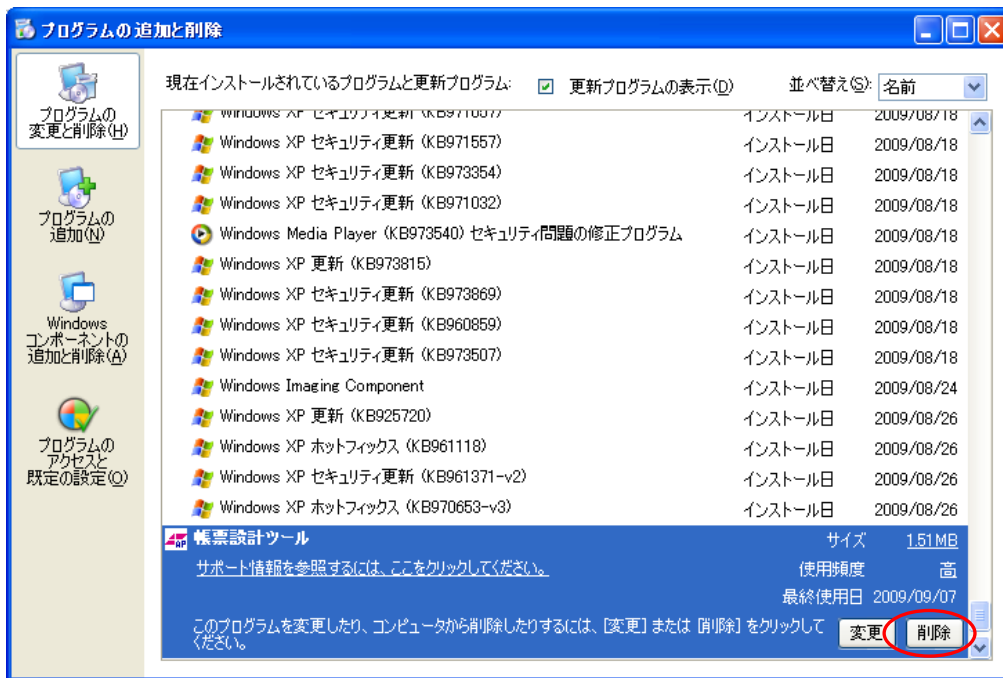 プログラムの追加と削除
プログラムの
変更と削除(H)
プログラムの
追加(N)
Windows
コンポーネントの
追加と削除(A)
プログラムの
アクセスと
既定の設定(O)
現在インストールされているプログラムと更新プログラム: 更新プログラムの表示(D) 並べ替え(S): 名前
Windows XP セキュリティ更新 インストール日 2009/08/18
Windows XP セキュリティ更新 (KB971557) インストール日 2009/08/18
Windows XP セキュリティ更新 (KB973354) インストール日 2009/08/18
Windows XP セキュリティ更新 (KB971032) インストール日 2009/08/18
Windows Media Player (KB973540) セキュリティ問題の修正プログラム インストール日 2009/08/18
Windows XP 更新 (KB973815) インストール日 2009/08/18
Windows XP セキュリティ更新 (KB973869) インストール日 2009/08/18
Windows XP セキュリティ更新 (KB960859) インストール日 2009/08/18
Windows XP セキュリティ更新 (KB973507) インストール日 2009/08/18
Windows Imaging Component インストール日 2009/08/24
Windows XP 更新 (KB925720) インストール日 2009/08/26
Windows XP ホットフィックス (KB961118) インストール日 2009/08/26
Windows XP セキュリティ更新 (KB961371-v2) インストール日 2009/08/26
Windows XP ホットフィックス (KB970653-v3) インストール日 2009/08/26
AP 帳票設計ツール サイズ 1.51MB
サポート情報を参照するには、ここをクリックしてください。 使用頻度 高
最終使用日 2009/09/07
このプログラムを変更したり、コンピュータから削除したりするには、[変更] または [削除] をクリックして
ください。 変更 削除